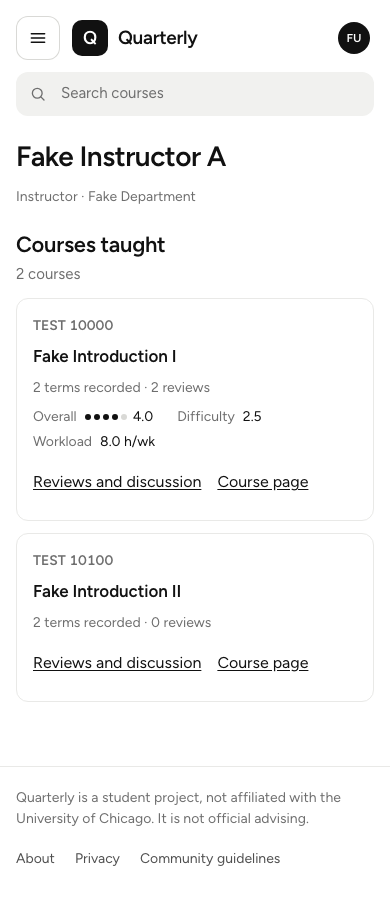 Q Quarterly FU
Search courses
Fake Instructor A
Instructor · Fake Department
Courses taught
2 courses
TEST 10000
Fake Introduction I
2 terms recorded · 2 reviews
Overall 4.0 Difficulty 2.5
Workload 8.0 h/wk
Reviews and discussion Course page
TEST 10100
Fake Introduction II
2 terms recorded · 0 reviews
Reviews and discussion Course page
Quarterly is a student project, not affiliated with the
University of Chicago. It is not official advising.
About Privacy Community guidelines